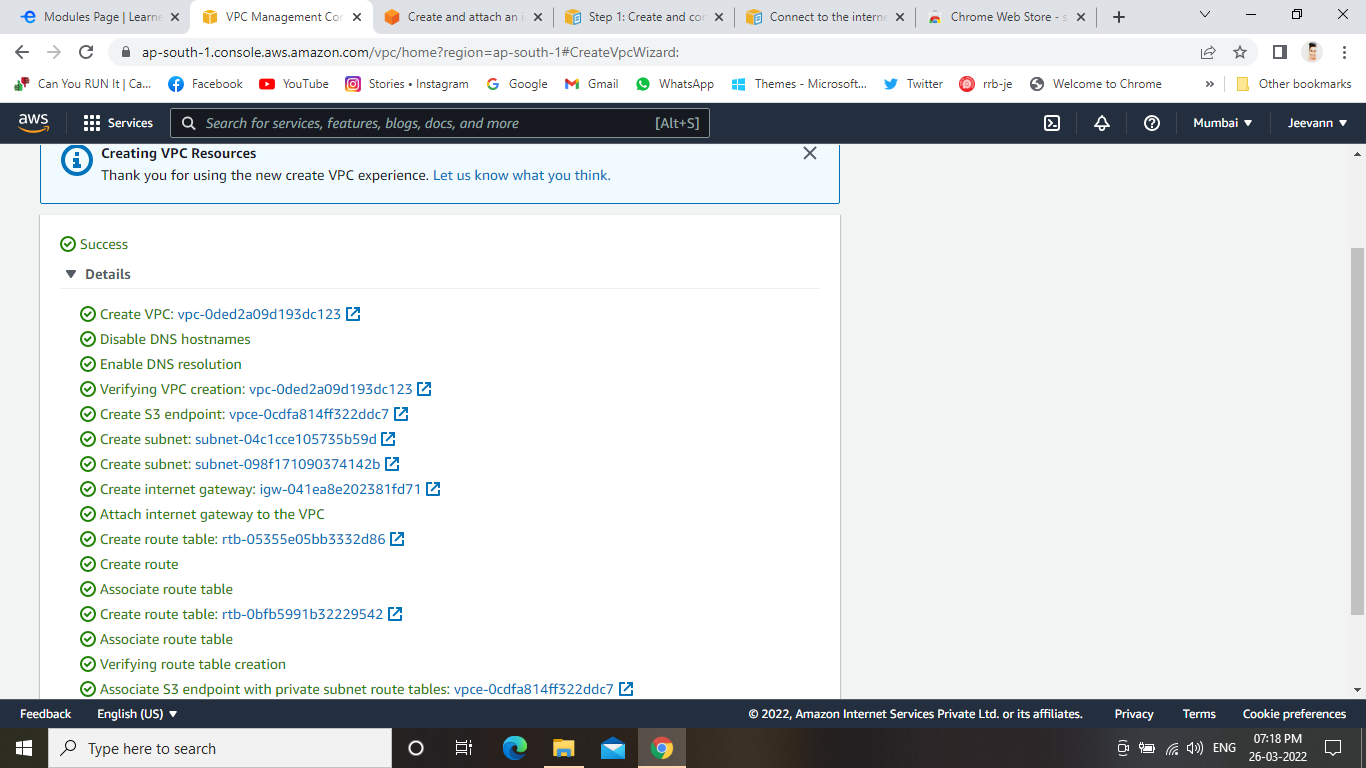 Modules Page | Learne
VPC Management Con
Create and attach an i
Step 1: Create and con
Connect to the interne
Chrome Web Store - s
ap-south-1.console.aws.amazon.com/vpc/home?region=ap-south-1#CreateVpcWizard:
Can You RUN It | Ca...
Facebook
YouTube
Stories • Instagram
Google
Gmail
WhatsApp
Themes - Microsoft...
Twitter
rrb-je
Welcome to Chrome
»
Other bookmarks
aws
Services
Search for services, features, blogs, docs, and more [Alt+S]
Mumbai
Jeevann
Creating VPC Resources
Thank you for using the new create VPC experience. Let us know what you think.
Success
Details
Create VPC: vpc-0ded2a09d193dc123
Disable DNS hostnames
Enable DNS resolution
Verifying VPC creation: vpc-0ded2a09d193dc123
Create S3 endpoint: vpce-0cdfa814ff322ddc7
Create subnet: subnet-04c1cce105735b59d
Create subnet: subnet-098f171090374142b
Create internet gateway: igw-041ea8e202381fd71
Attach internet gateway to the VPC
Create route table: rtb-05355e05bb3332d86
Create route
Associate route table
Create route table: rtb-0bfb5991b32229542
Associate route table
Verifying route table creation
Associate S3 endpoint with private subnet route tables: vpce-0cdfa814ff322ddc7
Feedback
English (US)
© 2022, Amazon Internet Services Private Ltd. or its affiliates.
Privacy
Terms
Cookie preferences
Type here to search
ENG
07:18 PM
26-03-2022